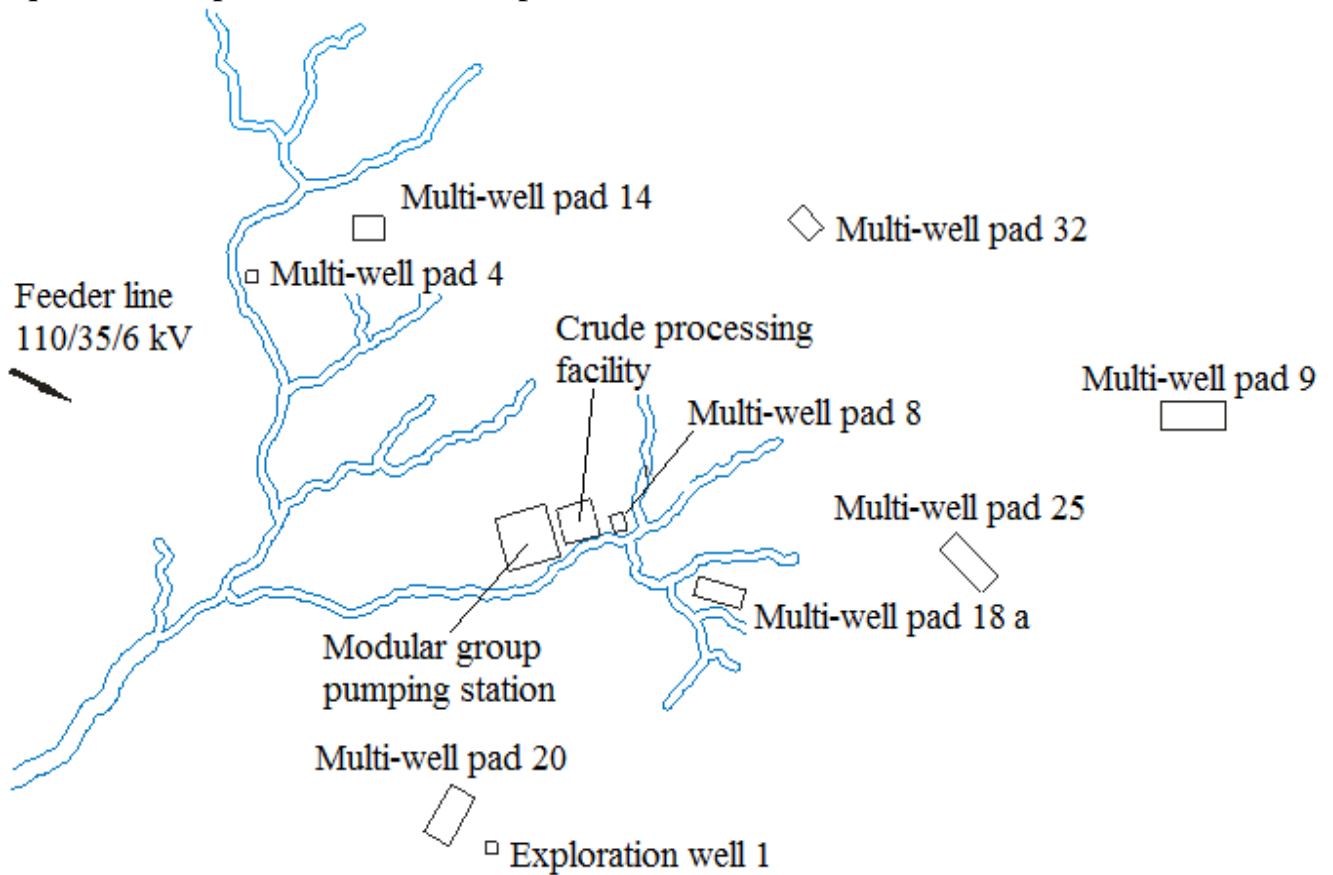 Multi-well pad 14
Multi-well pad 32
Multi-well pad 4
Feeder line
110/35/6 kV
Crude processing
facility
Multi-well pad 9
Multi-well pad 8
Multi-well pad 25
Multi-well pad 18 a
Modular group
pumping station
Multi-well pad 20
Exploration well 1